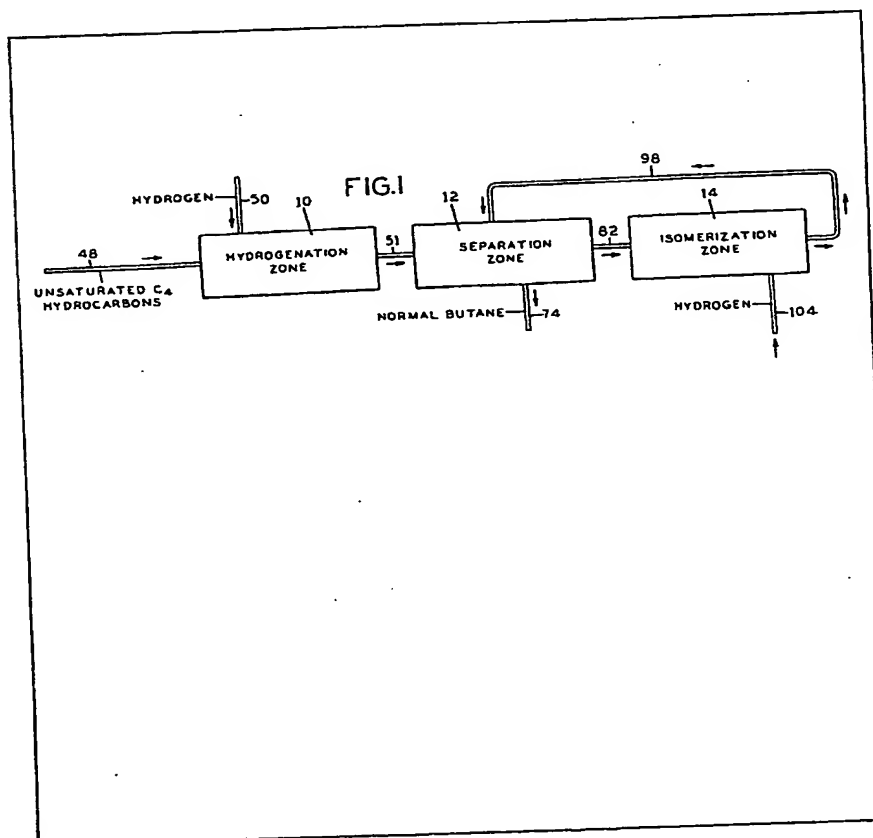 98
FIG.1
HYDROGEN
50
10
12
14
48
HYDROGENATION
ZONE
51
SEPARATION
ZONE
82
ISOMERIZATION
ZONE
UNSATURATED C4
HYDROCARBONS
NORMAL BUTANE
74
HYDROGEN
104